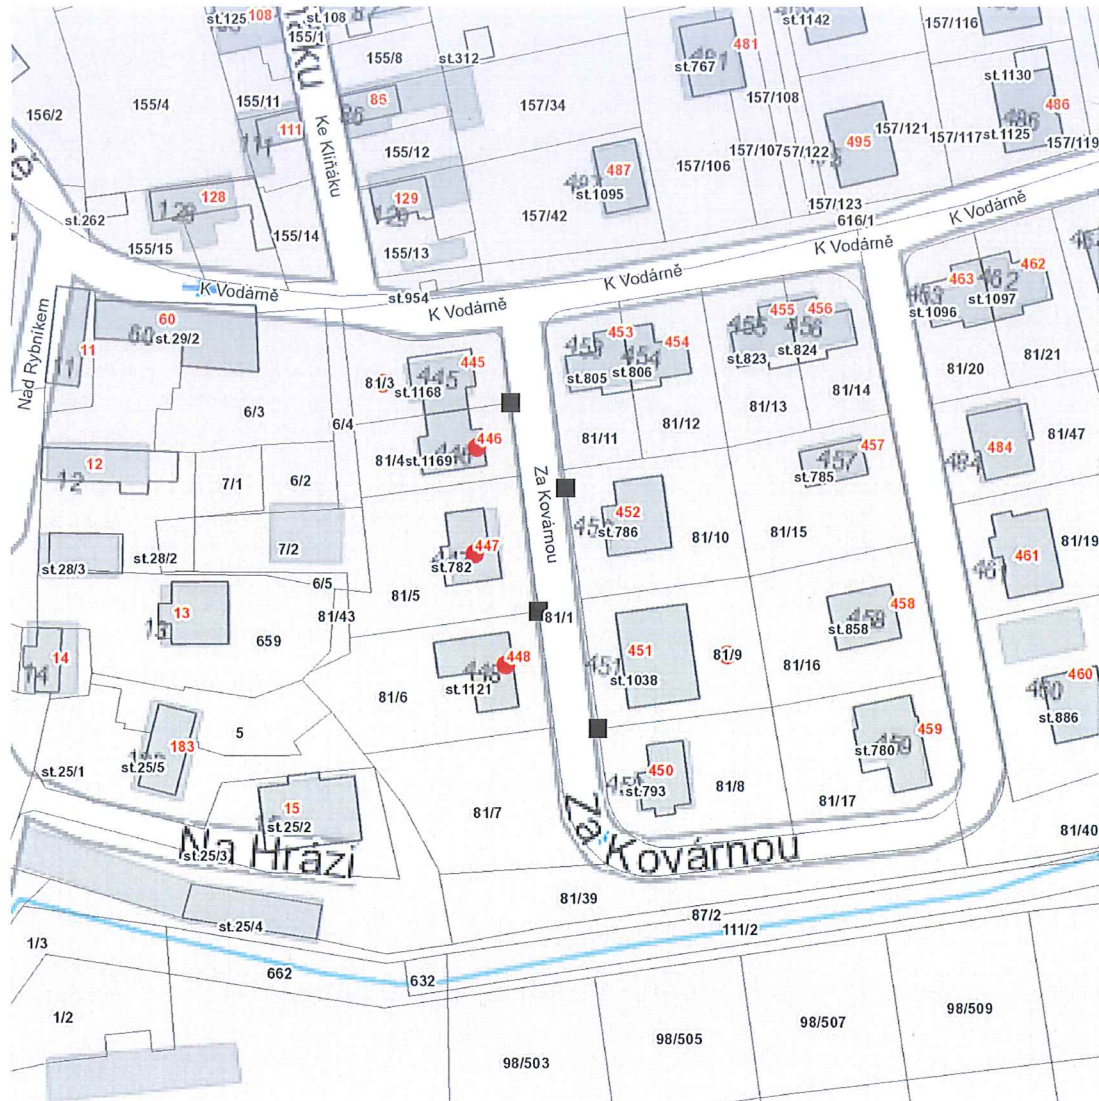 st.125
108
st.108
155/1
155/8
st.312
481
st.767
st.1142
157/116
st.1130
486
st.1125
157/119
156/2
155/4
155/11
86
111
Ke Kliňáku
155/12
157/34
157/108
495
157/121
157/117
157/107
157/122
157/106
487
st.1095
157/42
157/123
616/1
K Vodárně
K Vodárně
128
129
st.262
155/15
155/14
155/13
st.954
K Vodárně
K Vodárně
K Vodárně
462
463
st.1097
st.1096
Nad Rybníkem
60
st.29/2
11
445
81/3
st.1168
453
454
st.805
st.806
455
456
st.823
st.824
81/21
81/20
6/3
6/4
81/14
81/13
81/12
81/11
446
81/4
st.1169
457
st.785
484
81/47
12
7/1
6/2
Za Kovárnou
452
st.786
81/10
81/15
461
81/19
7/2
447
st.782
st.28/2
st.28/3
6/5
81/5
81/43
81/1
458
st.858
13
659
448
st.1121
451
st.1038
81/9
81/16
14
81/6
460
st.886
5
183
st.25/5
st.25/1
450
st.793
81/8
459
st.780
81/17
81/7
15
st.25/2
Na Hrázi
st.25/3
Za Kovárnou
81/40
81/39
87/2
111/2
st.25/4
1/3
662
632
1/2
98/503
98/505
98/507
98/509